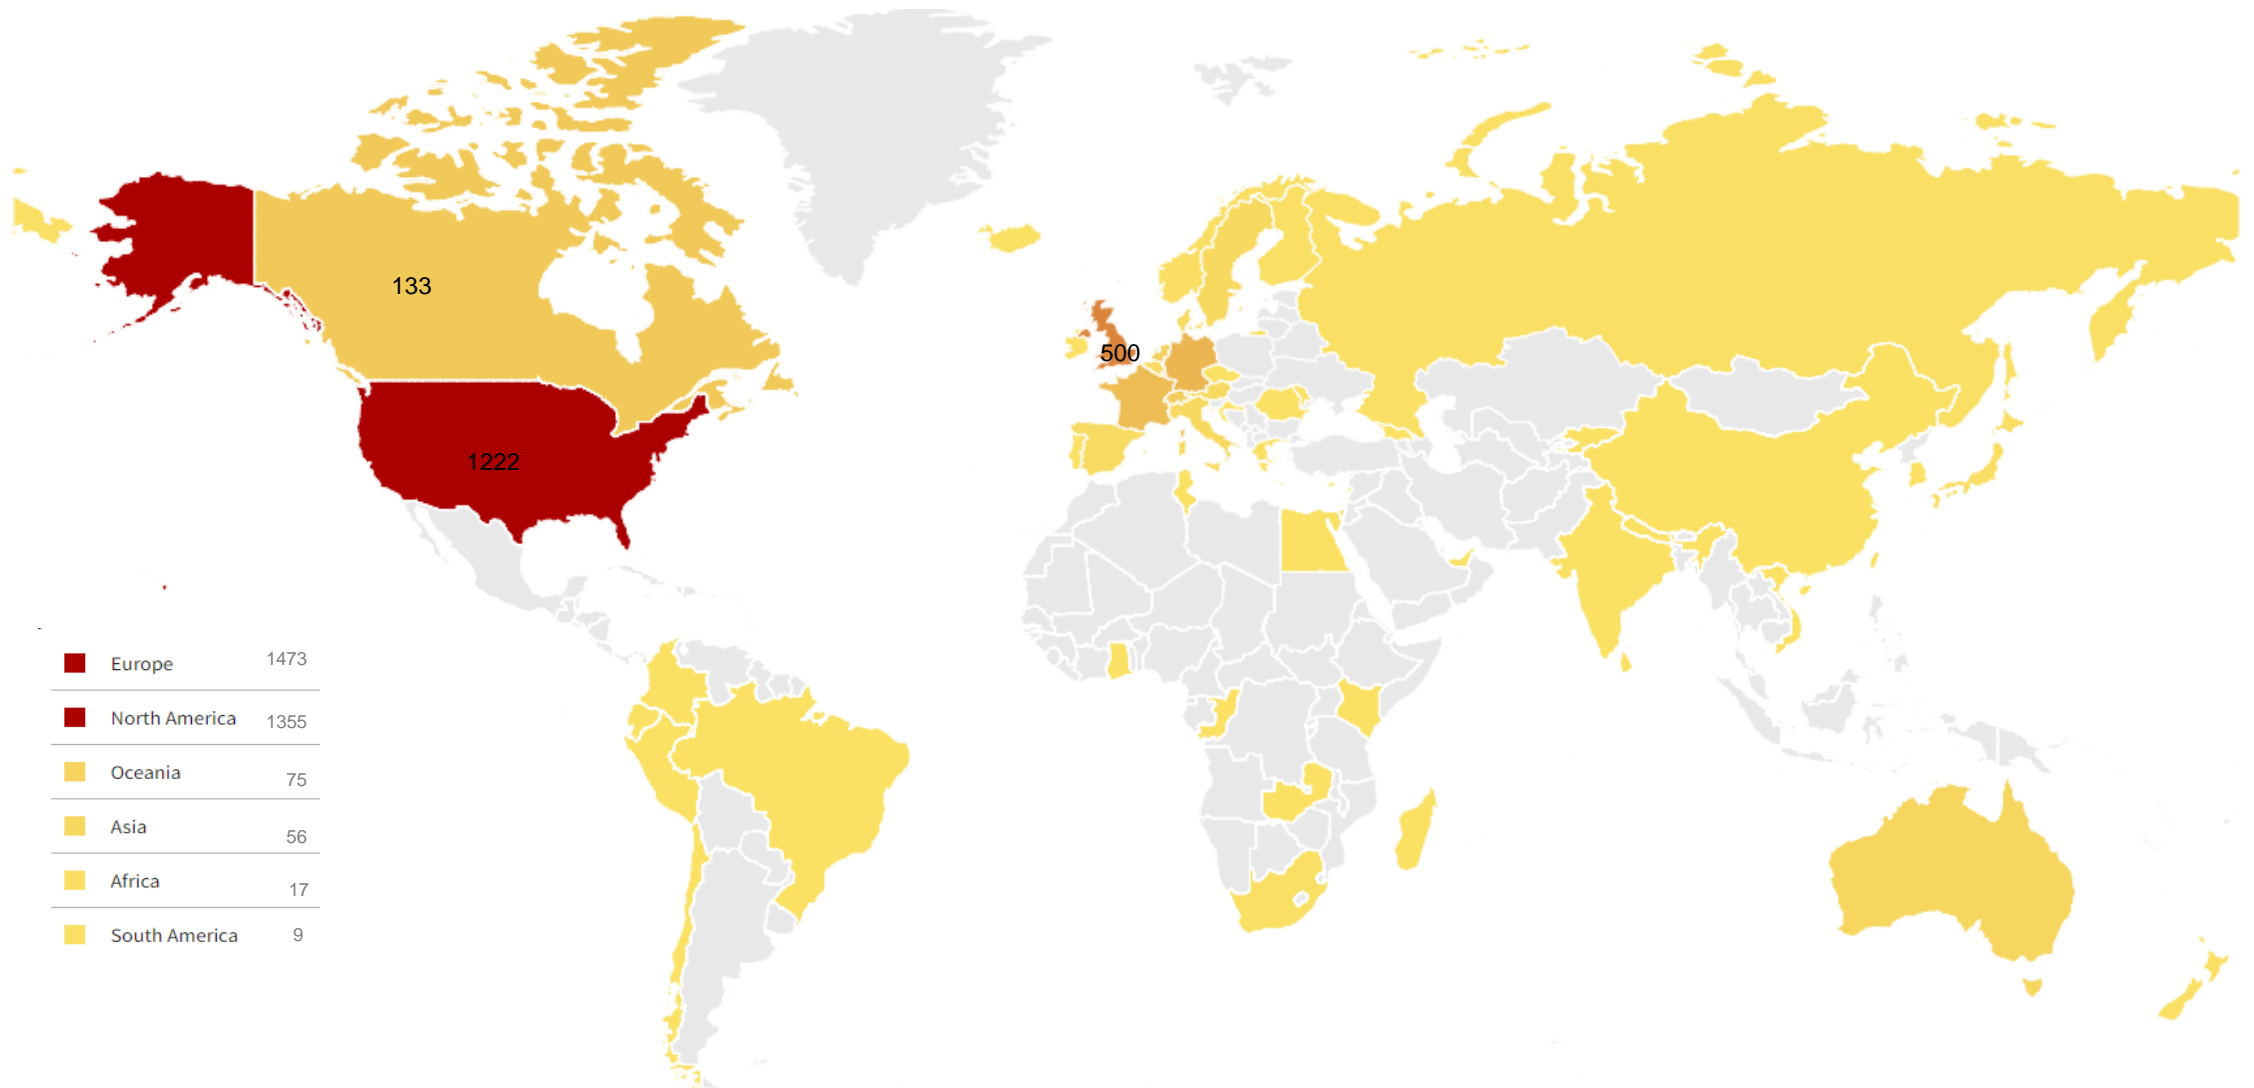 133
500
1222
Europe 1473
North America 1355
Oceania 75
Asia 56
Africa 17
South America 9